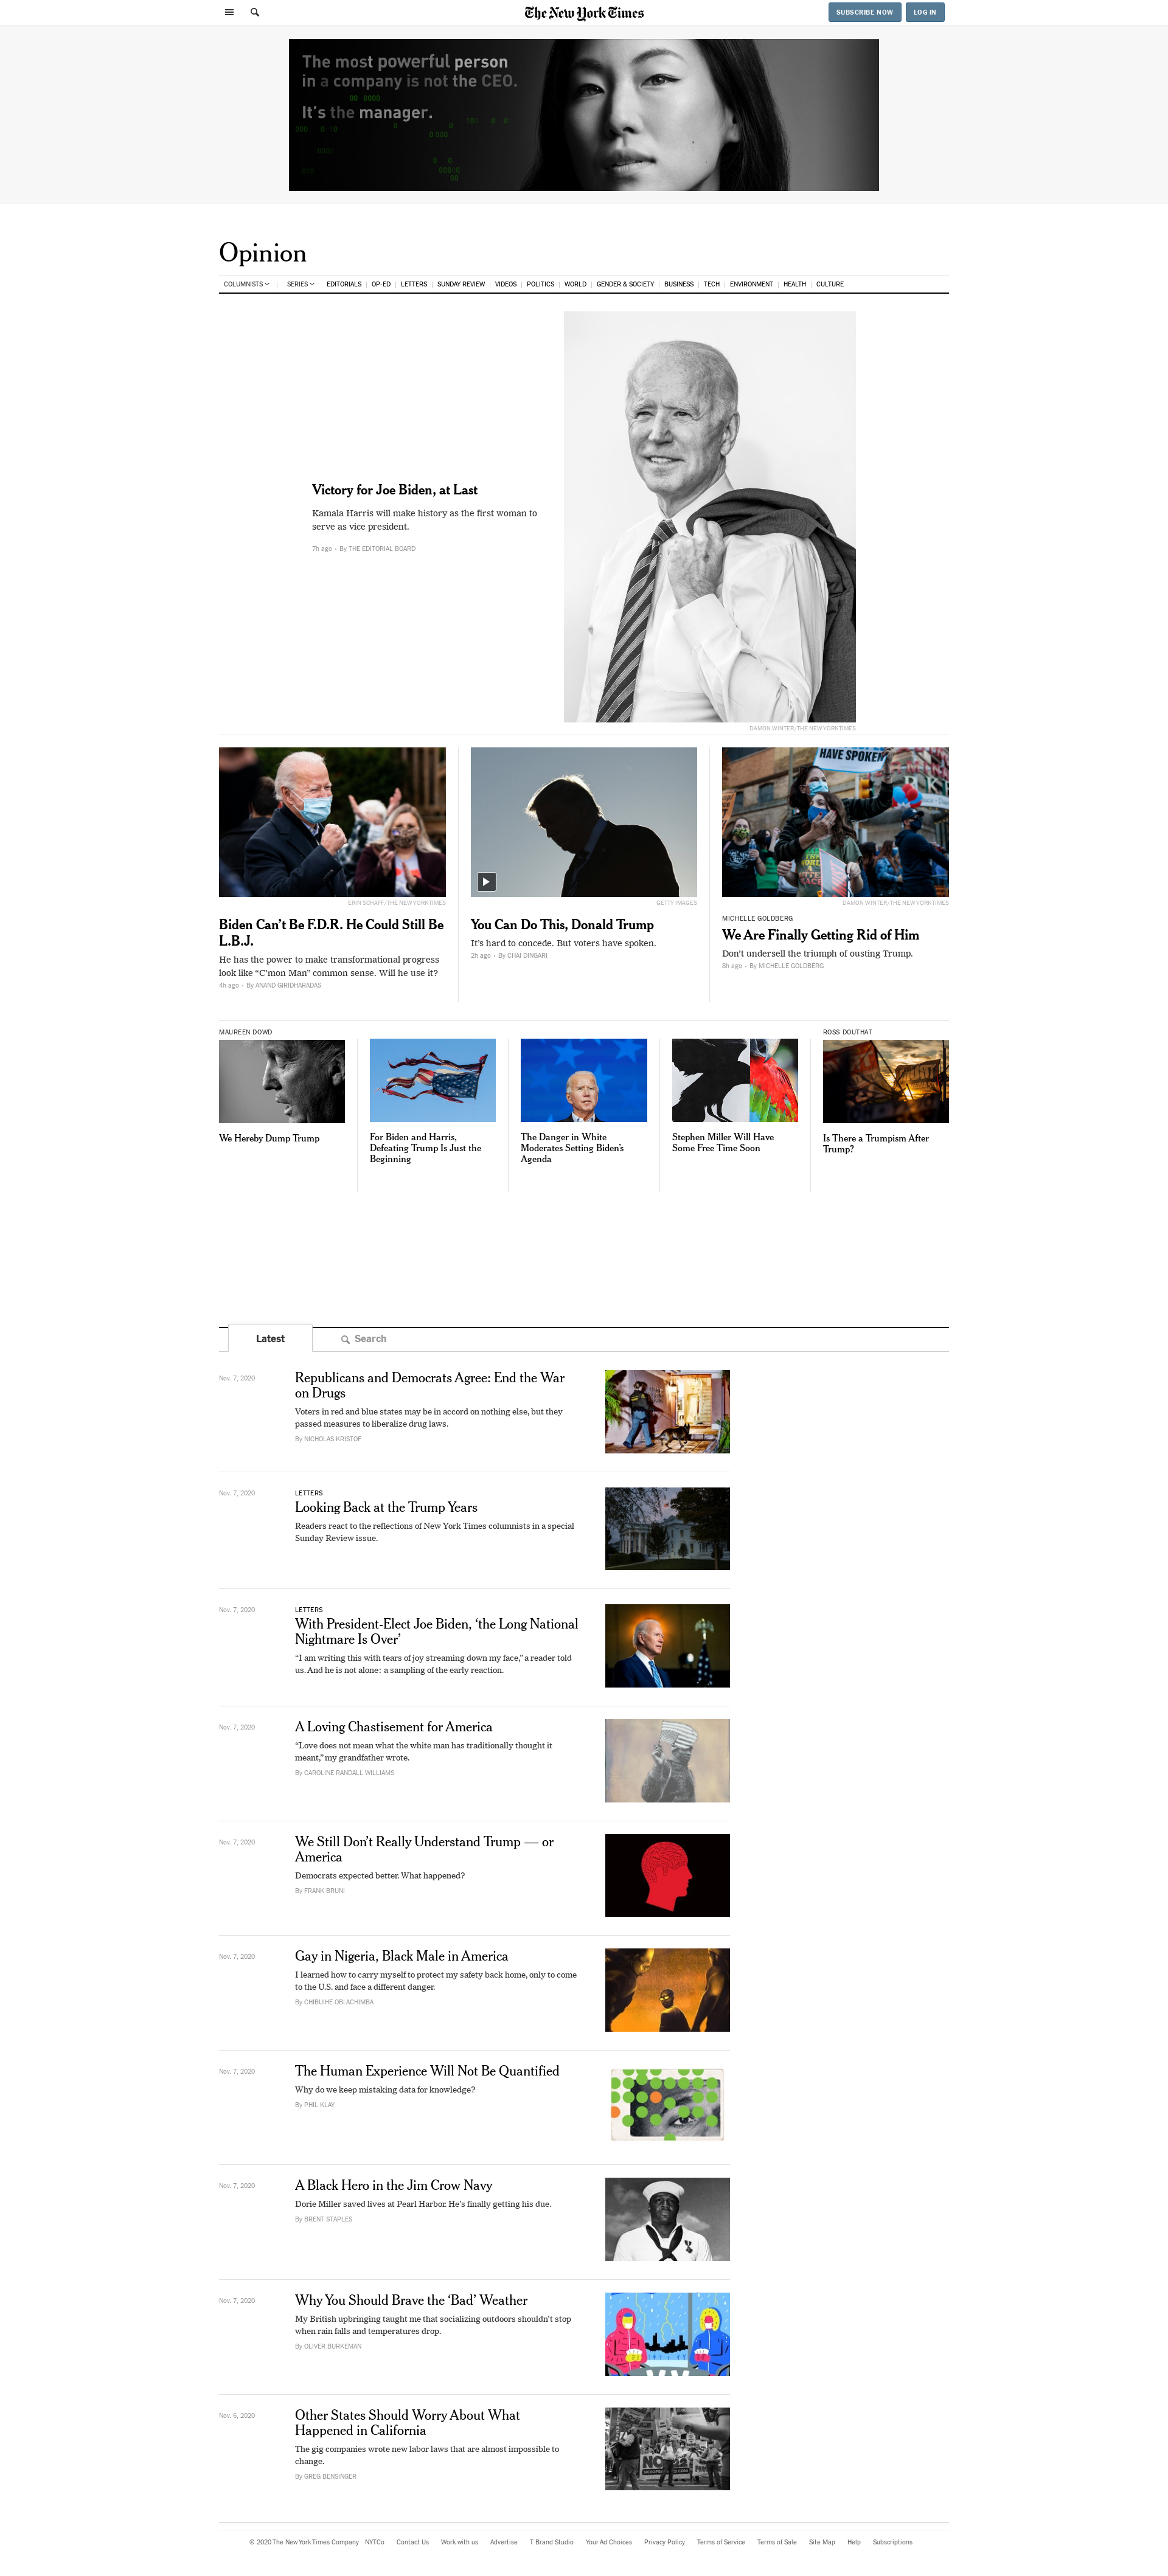 The New York Times
SUBSCRIBE NOW
LOG IN
The most powerful person
in a company is not the CEO.
It's the manager.
Opinion
COLUMNISTS
SERIES
EDITORIALS
OP-ED
LETTERS
SUNDAY REVIEW
VIDEOS
POLITICS
WORLD
GENDER & SOCIETY
BUSINESS
TECH
ENVIRONMENT
HEALTH
CULTURE
Victory for Joe Biden, at Last
Kamala Harris will make history as the first woman to
serve as vice president.
7h ago • By THE EDITORIAL BOARD
DAMON WINTER/THE NEW YORK TIMES
ERIN SCHAFF/THE NEW YORK TIMES
Biden Can't Be F.D.R. He Could Still Be
L.B.J.
He has the power to make transformational progress
look like “C'mon Man” common sense. Will he use it?
4h ago • By ANAND GIRIDHARADAS
GETTY IMAGES
You Can Do This, Donald Trump
It's hard to concede. But voters have spoken.
2h ago • By CHAI DINGARI
HAVE SPOKEN
DAMON WINTER/THE NEW YORK TIMES
MICHELLE GOLDBERG
We Are Finally Getting Rid of Him
Don't undersell the triumph of ousting Trump.
8h ago • By MICHELLE GOLDBERG
MAUREEN DOWD
We Hereby Dump Trump
For Biden and Harris,
Defeating Trump Is Just the
Beginning
The Danger in White
Moderates Setting Biden's
Agenda
Stephen Miller Will Have
Some Free Time Soon
ROSS DOUTHAT
Is There a Trumpism After
Trump?
Latest
Search
Nov. 7, 2020
Republicans and Democrats Agree: End the War
on Drugs
Voters in red and blue states may be in accord on nothing else, but they
passed measures to liberalize drug laws.
By NICHOLAS KRISTOF
Nov. 7, 2020
LETTERS
Looking Back at the Trump Years
Readers react to the reflections of New York Times columnists in a special
Sunday Review issue.
Nov. 7, 2020
LETTERS
With President-Elect Joe Biden, ‘the Long National
Nightmare Is Over’
“I am writing this with tears of joy streaming down my face,” a reader told
us. And he is not alone: a sampling of the early reaction.
Nov. 7, 2020
A Loving Chastisement for America
“Love does not mean what the white man has traditionally thought it
meant,” my grandfather wrote.
By CAROLINE RANDALL WILLIAMS
Nov. 7, 2020
We Still Don't Really Understand Trump — or
America
Democrats expected better. What happened?
By FRANK BRUNI
Nov. 7, 2020
Gay in Nigeria, Black Male in America
I learned how to carry myself to protect my safety back home, only to come
to the U.S. and face a different danger.
By CHIBUIHE OBI ACHIMBA
Nov. 7, 2020
The Human Experience Will Not Be Quantified
Why do we keep mistaking data for knowledge?
By PHIL KLAY
Nov. 7, 2020
A Black Hero in the Jim Crow Navy
Dorie Miller saved lives at Pearl Harbor. He's finally getting his due.
By BRENT STAPLES
Nov. 7, 2020
Why You Should Brave the ‘Bad’ Weather
My British upbringing taught me that socializing outdoors shouldn't stop
when rain falls and temperatures drop.
By OLIVER BURKEMAN
Nov. 6, 2020
Other States Should Worry About What
Happened in California
The gig companies wrote new labor laws that are almost impossible to
change.
By GREG BENSINGER
© 2020 The New York Times Company
NYTCo
Contact Us
Work with us
Advertise
T Brand Studio
Your Ad Choices
Privacy Policy
Terms of Service
Terms of Sale
Site Map
Help
Subscriptions